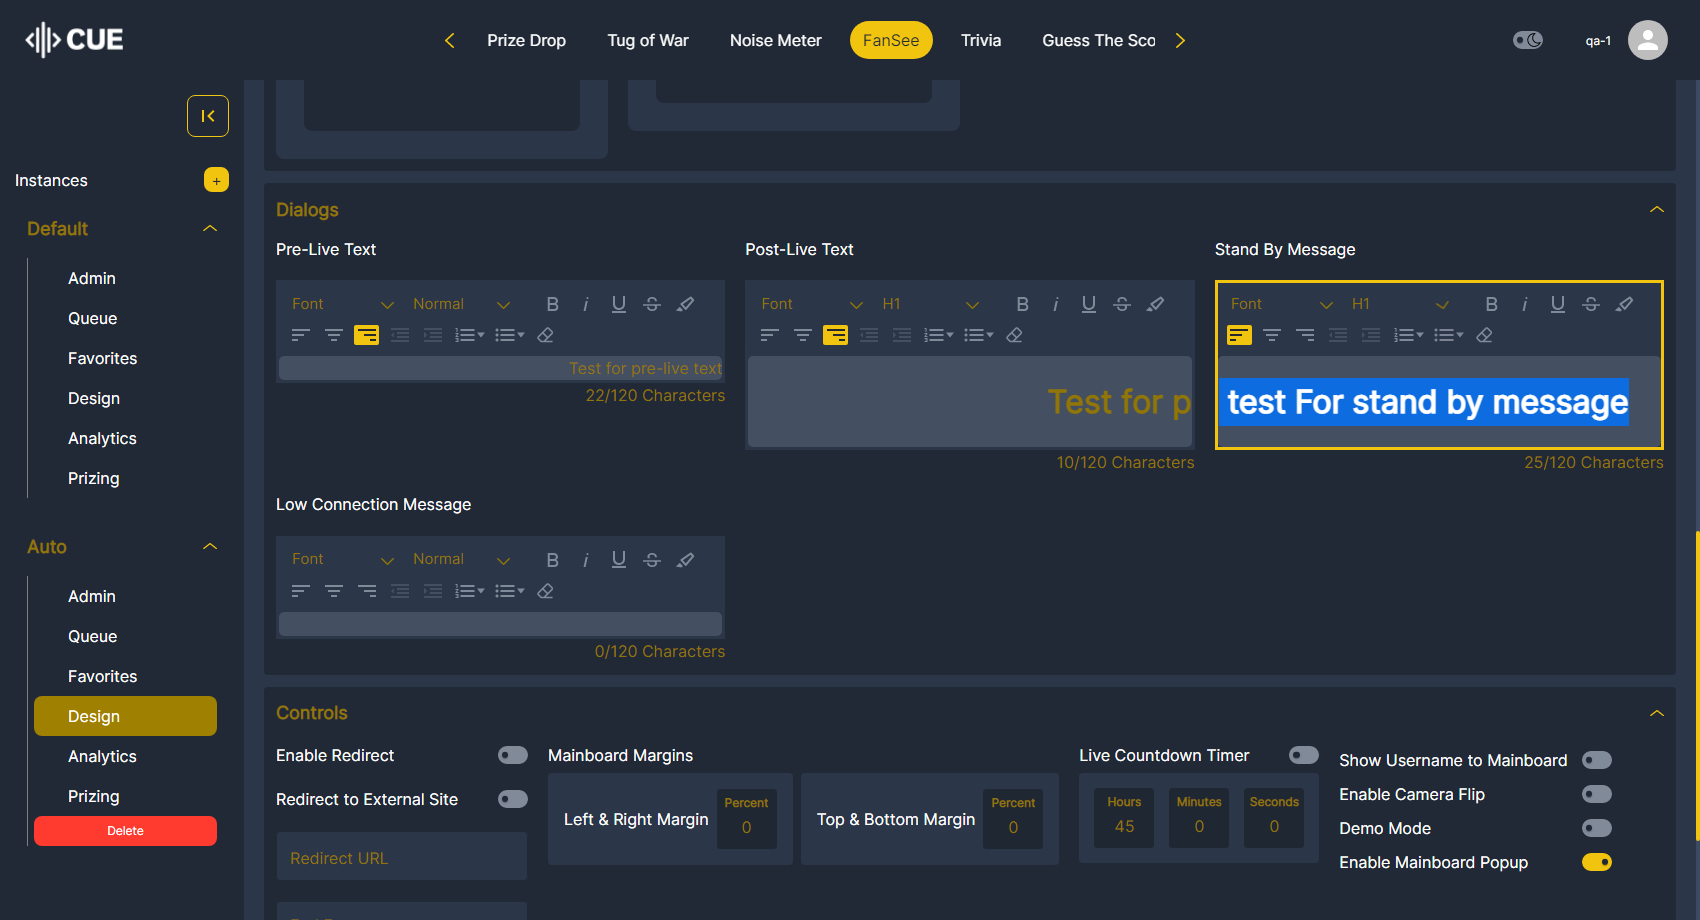 CUE
Prize Drop
Tug of War
Noise Meter
FanSee
Trivia
Guess The Sco
qa-1
Instances
+
Default
Admin
Queue
Favorites
Design
Analytics
Prizing
Auto
Admin
Queue
Favorites
Design
Analytics
Prizing
Delete
Dialogs
Pre-Live Text
Font
Normal
B
i
U
S
Test for pre-live text
22/120 Characters
Post-Live Text
Font
H1
B
i
U
S
Test for p
10/120 Characters
Stand By Message
Font
H1
B
i
U
S
test For stand by message
25/120 Characters
Low Connection Message
Font
Normal
B
i
U
S
0/120 Characters
Controls
Enable Redirect
Redirect to External Site
Redirect URL
Mainboard Margins
Left & Right Margin
Percent
0
Top & Bottom Margin
Percent
0
Live Countdown Timer
Hours
45
Minutes
0
Seconds
0
Show Username to Mainboard
Enable Camera Flip
Demo Mode
Enable Mainboard Popup